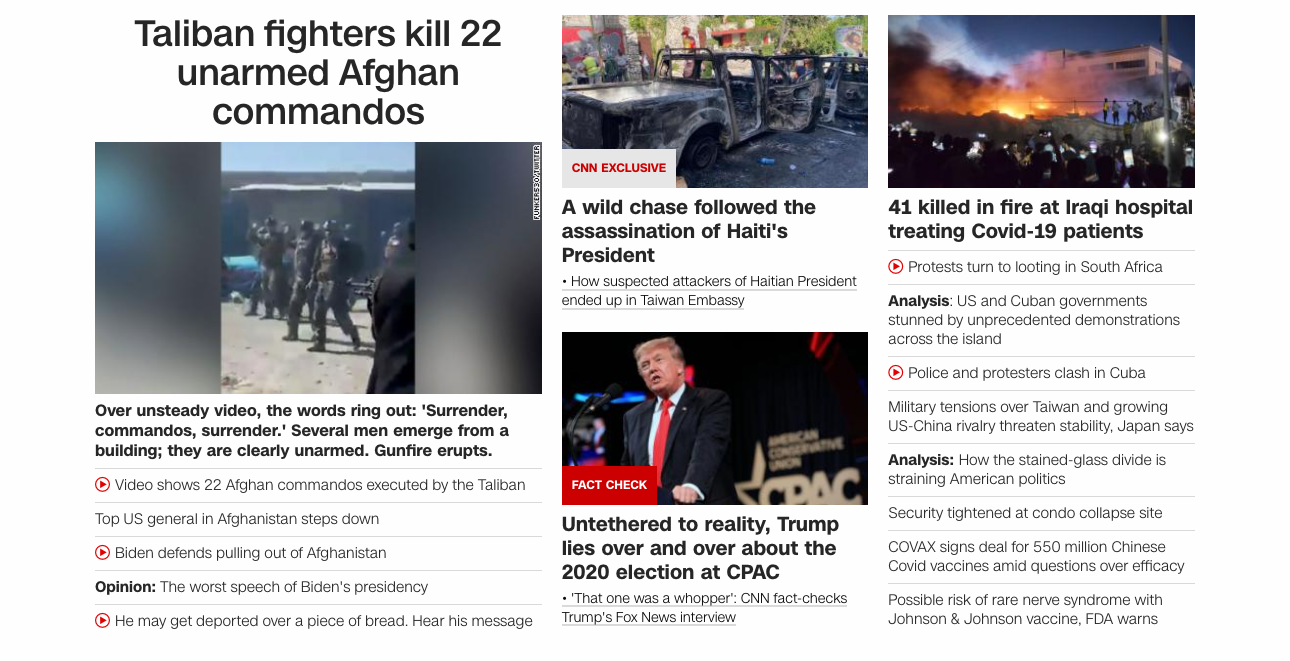 Taliban fighters kill 22
unarmed Afghan
commandos
FUNKER530/TWITTER
Over unsteady video, the words ring out: 'Surrender,
commandos, surrender.' Several men emerge from a
building; they are clearly unarmed. Gunfire erupts.
Video shows 22 Afghan commandos executed by the Taliban
Top US general in Afghanistan steps down
Biden defends pulling out of Afghanistan
Opinion: The worst speech of Biden's presidency
He may get deported over a piece of bread. Hear his message
CNN EXCLUSIVE
A wild chase followed the
assassination of Haiti's
President
• How suspected attackers of Haitian President
ended up in Taiwan Embassy
AMERICAN
CONSERVATIVE
UNION
CPAC
FACT CHECK
Untethered to reality, Trump
lies over and over about the
2020 election at CPAC
• 'That one was a whopper': CNN fact-checks
Trump's Fox News interview
41 killed in fire at Iraqi hospital
treating Covid-19 patients
Protests turn to looting in South Africa
Analysis: US and Cuban governments
stunned by unprecedented demonstrations
across the island
Police and protesters clash in Cuba
Military tensions over Taiwan and growing
US-China rivalry threaten stability, Japan says
Analysis: How the stained-glass divide is
straining American politics
Security tightened at condo collapse site
COVAX signs deal for 550 million Chinese
Covid vaccines amid questions over efficacy
Possible risk of rare nerve syndrome with
Johnson & Johnson vaccine, FDA warns